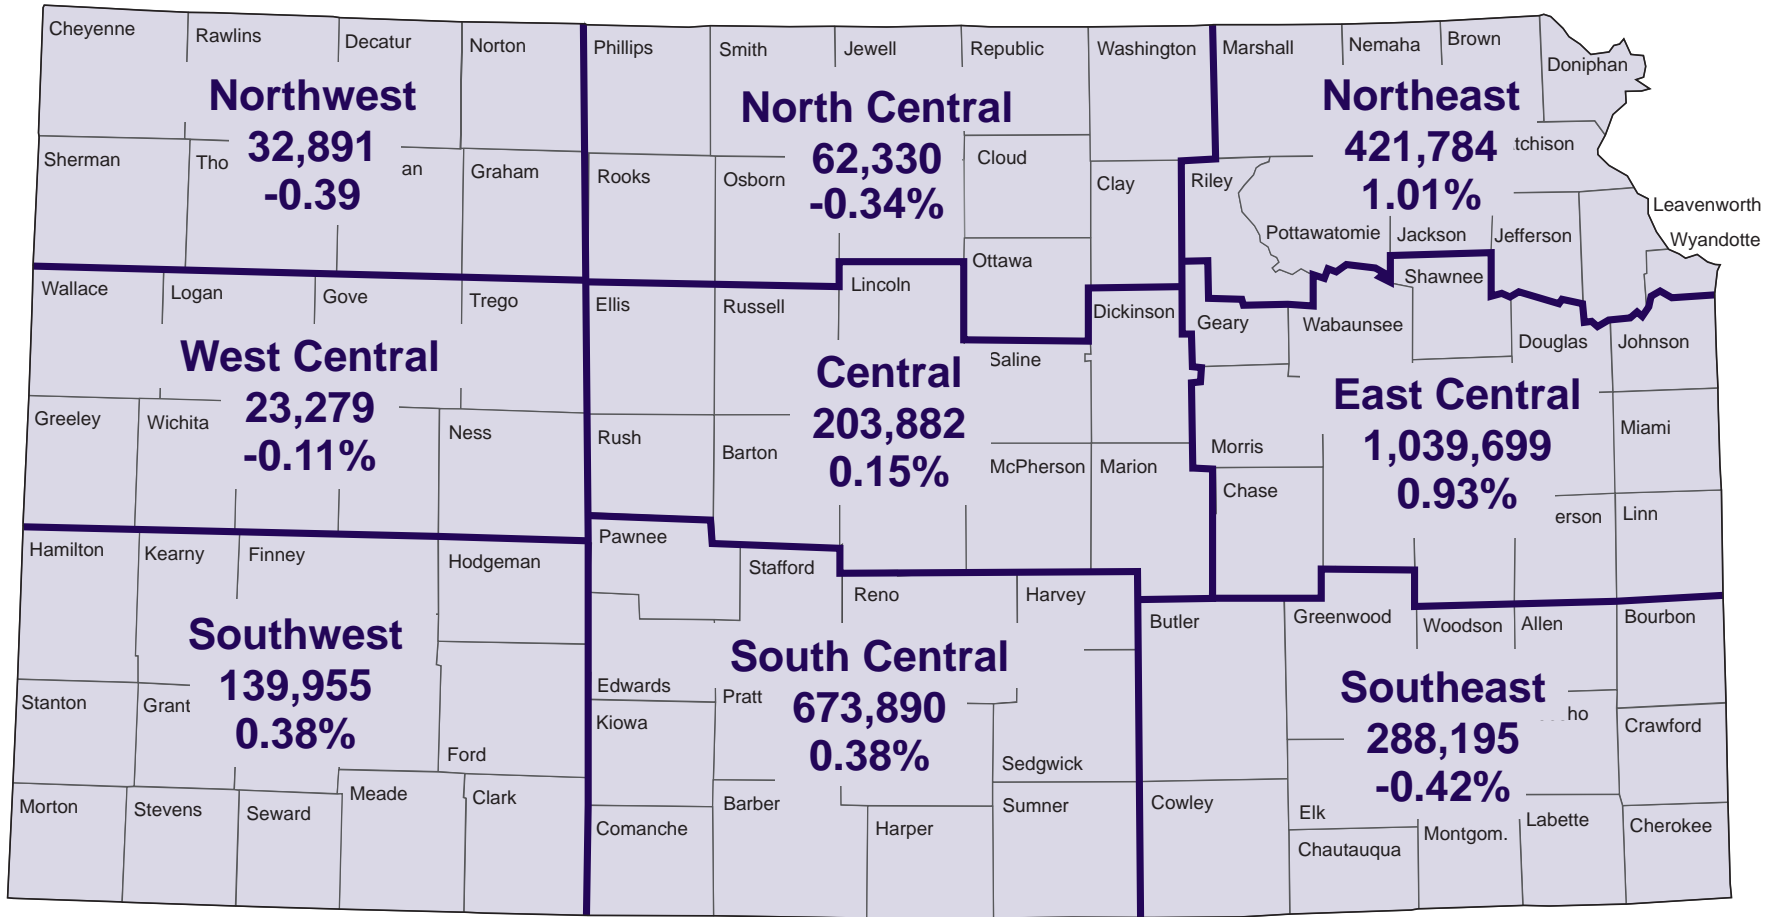 Cheyenne
Rawlins
Decatur
Norton
Phillips
Smith
Jewell
Republic
Washington
Marshall
Nemaha
Brown
Doniphan
Northwest
32,891
-0.39
North Central
62,330
-0.34%
Northeast
421,784
1.01%
Sherman
Tho
an
Graham
Rooks
Osborn
Cloud
Clay
Riley
Pottawatomie
Jackson
Jefferson
tchison
Leavenworth
Wyandotte
Ottawa
Shawnee
Wallace
Logan
Gove
Trego
Ellis
Russell
Lincoln
Dickinson
Geary
Wabaunsee
Douglas
Johnson
West Central
23,279
-0.11%
Central
203,882
0.15%
East Central
1,039,699
0.93%
Saline
Greeley
Wichita
Ness
Rush
Barton
McPherson
Marion
Morris
Chase
Miami
erson
Linn
Hamilton
Kearny
Finney
Hodgeman
Pawnee
Stafford
Reno
Harvey
Butler
Greenwood
Woodson
Allen
Bourbon
Southwest
139,955
0.38%
South Central
673,890
0.38%
Southeast
288,195
-0.42%
Stanton
Grant
Ford
Edwards
Pratt
Kiowa
Sedgwick
ho
Crawford
Morton
Stevens
Seward
Meade
Clark
Comanche
Barber
Harper
Sumner
Cowley
Elk
Chautauqua
Montgom.
Labette
Cherokee